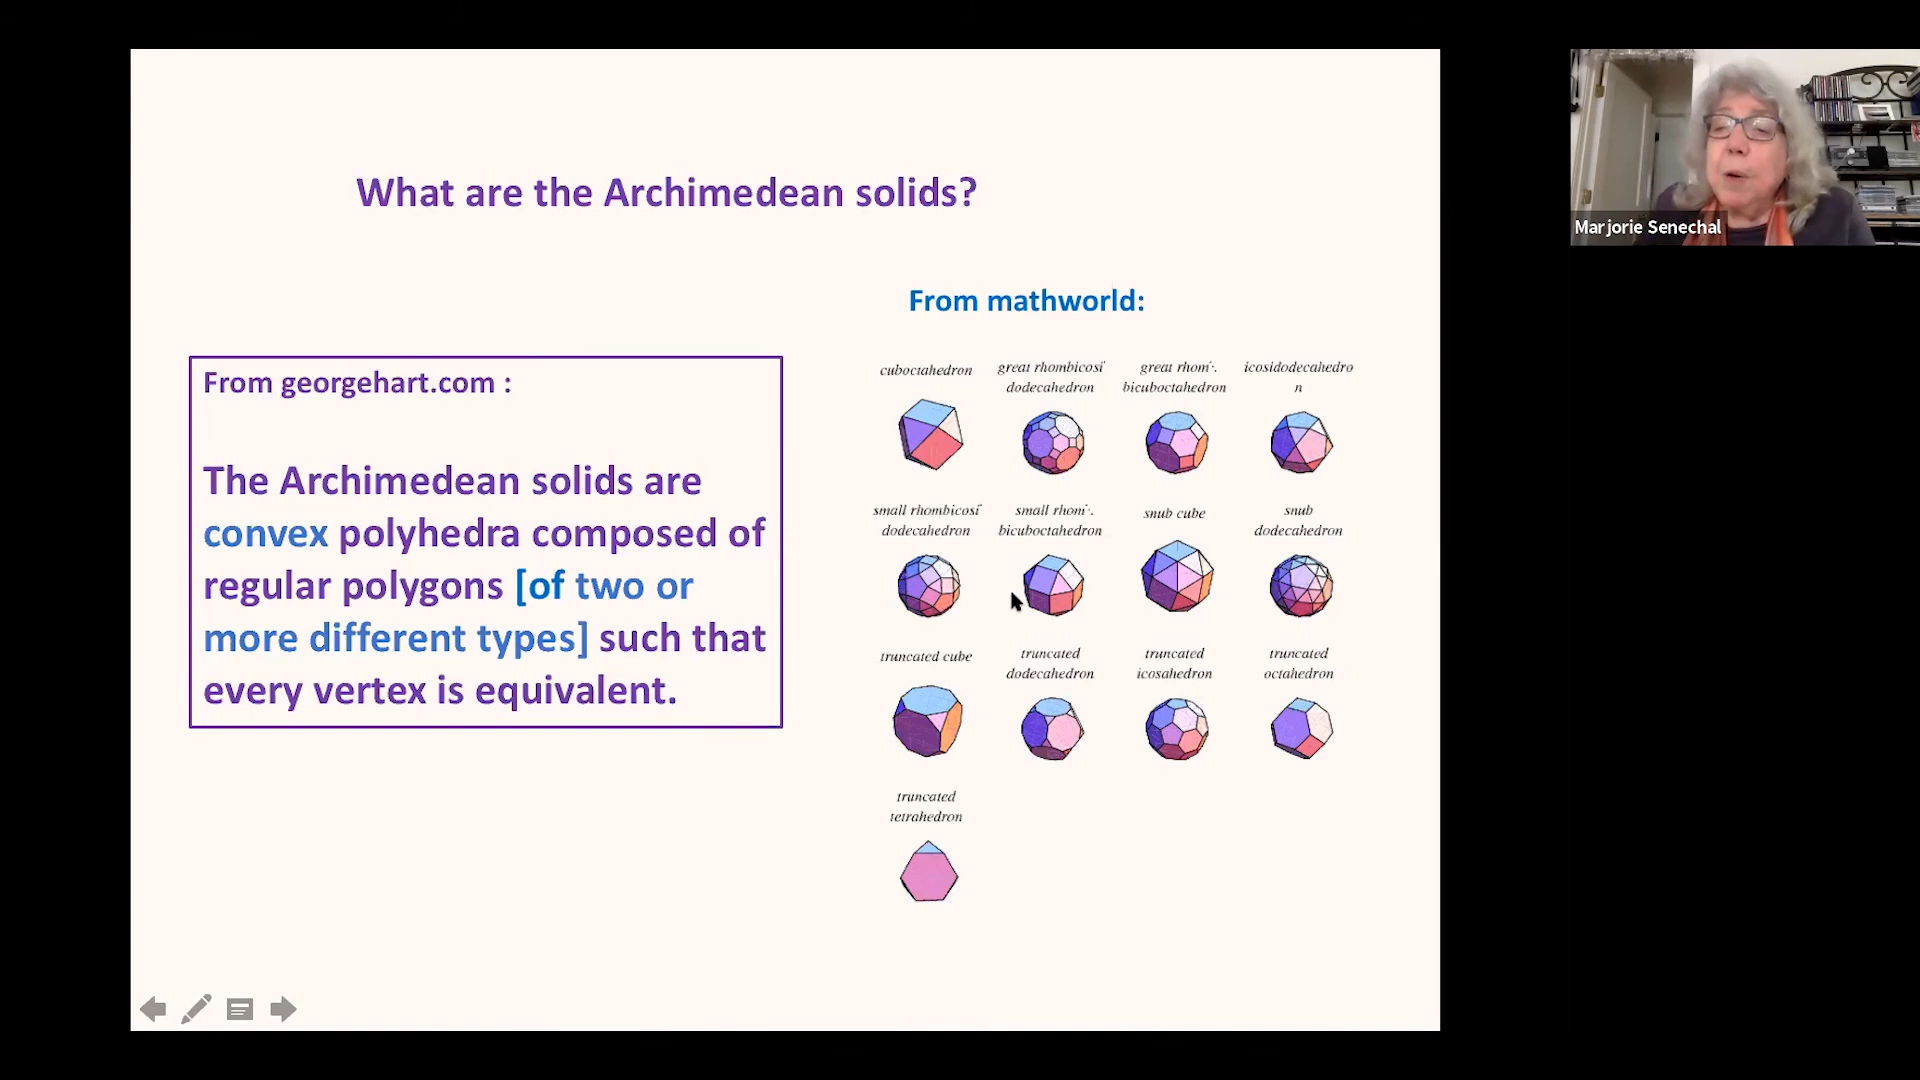 What are the Archimedean solids?
From mathworld:
From georgehart.com :
The Archimedean solids are
convex polyhedra composed of
regular polygons [of two or
more different types] such that
every vertex is equivalent.
cuboctahedron
great rhombicosi
dodecahedron
great rhom
bicuboctahedron
icosidodecahedro
n
small rhombicosi
dodecahedron
small rhom
bicuboctahedron
snub cube
snub
dodecahedron
truncated cube
truncated
dodecahedron
truncated
icosahedron
truncated
octahedron
truncated
tetrahedron
Marjorie Senechal